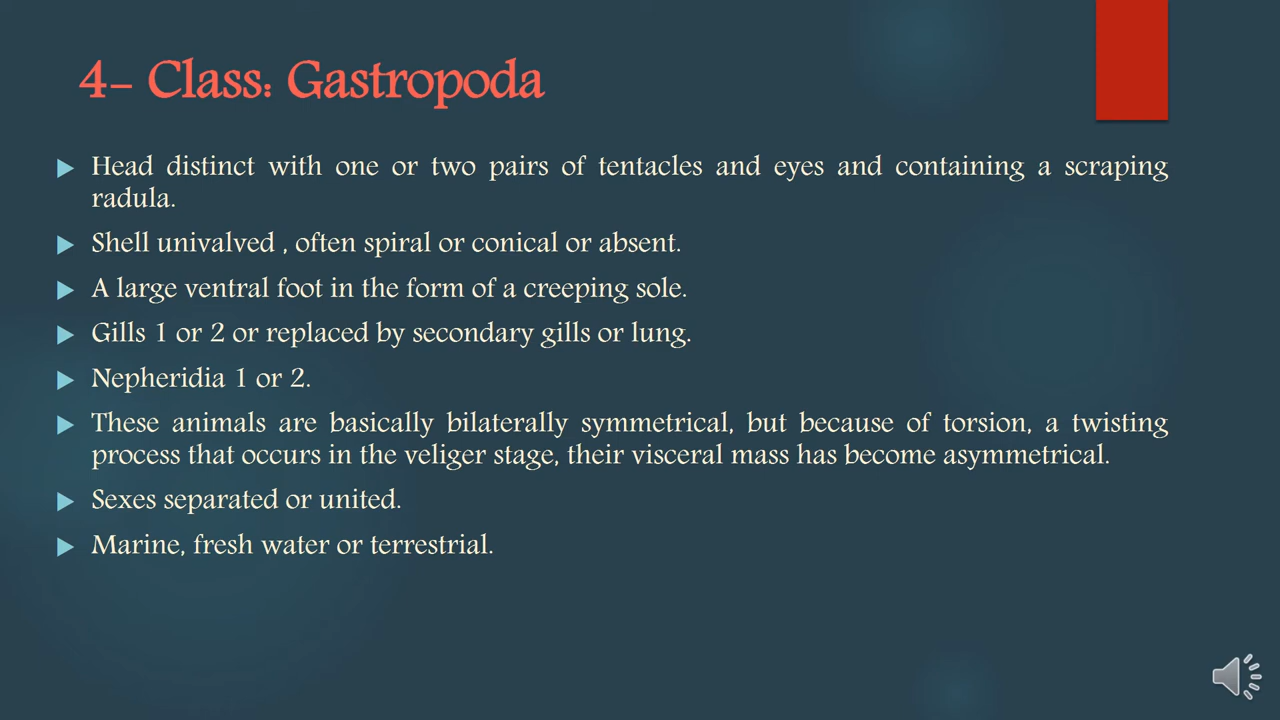 4- Class: Gastropoda
Head distinct with one or two pairs of tentacles and eyes and containing a scraping
radula.
Shell univalved , often spiral or conical or absent.
A large ventral foot in the form of a creeping sole.
Gills 1 or 2 or replaced by secondary gills or lung.
Nepheridia 1 or 2.
These animals are basically bilaterally symmetrical, but because of torsion, a twisting
process that occurs in the veliger stage, their visceral mass has become asymmetrical.
Sexes separated or united.
Marine, fresh water or terrestrial.